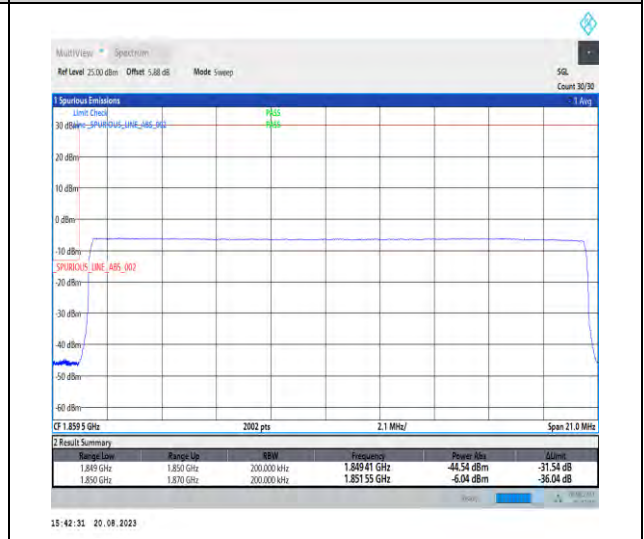 MultiView Spectrum
Ref Level 25.00 dBm Offset 5.88 dB Mode Sweep SGL
Count 30/30
1 Spurious Emissions 1 Avg
Limit Check PASS
30 dBm Line _SPURIOUS_LINE_ABS_002 PASS
20 dBm
10 dBm
0 dBm
-10 dBm
_SPURIOUS_LINE_ABS_002
-20 dBm
-30 dBm
-40 dBm
-50 dBm
-60 dBm
CF 1.859 5 GHz 2002 pts 2.1 MHz/ Span 21.0 MHz
2 Result Summary
Range Low Range Up RBW Frequency Power Abs ΔLimit
1.849 GHz 1.850 GHz 200.000 kHz 1.849 41 GHz -44.54 dBm -31.54 dB
1.850 GHz 1.870 GHz 200.000 kHz 1.851 55 GHz -6.04 dBm -36.04 dB
15:42:31 20.08.2023